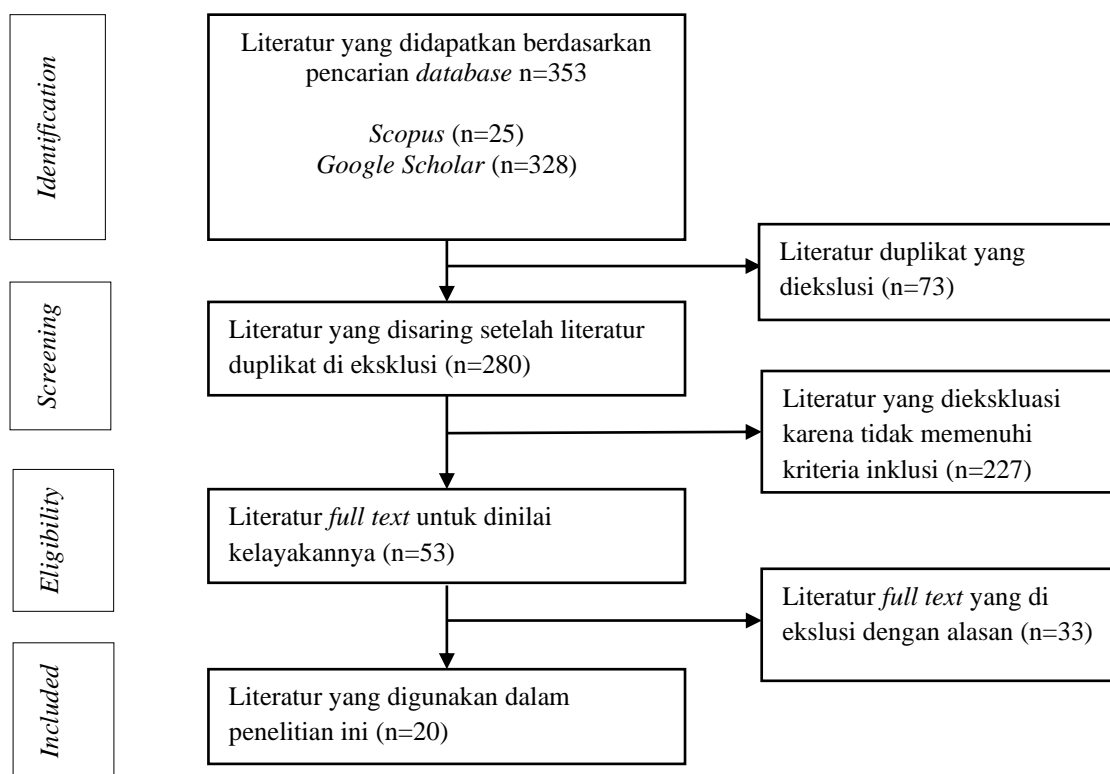 Identification
Literatur yang didapatkan berdasarkan
pencarian database n=353
Scopus (n=25)
Google Scholar (n=328)
Literatur duplikat yang
diekslusi (n=73)
Screening
Literatur yang disaring setelah literatur
duplikat di eksklusi (n=280)
Literatur yang diekskluasi
karena tidak memenuhi
kriteria inklusi (n=227)
Eligibility
Literatur full text untuk dinilai
kelayakannya (n=53)
Literatur full text yang di
ekslusi dengan alasan (n=33)
Included
Literatur yang digunakan dalam
penelitian ini (n=20)